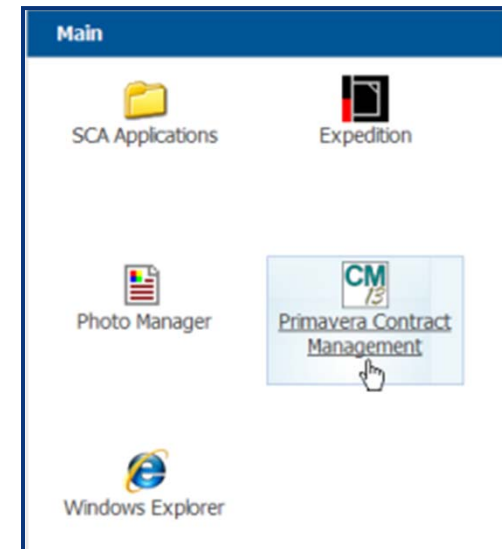 Main
SCA Applications
Expedition
Photo Manager
CM
13
Primavera Contract
Management
Windows Explorer